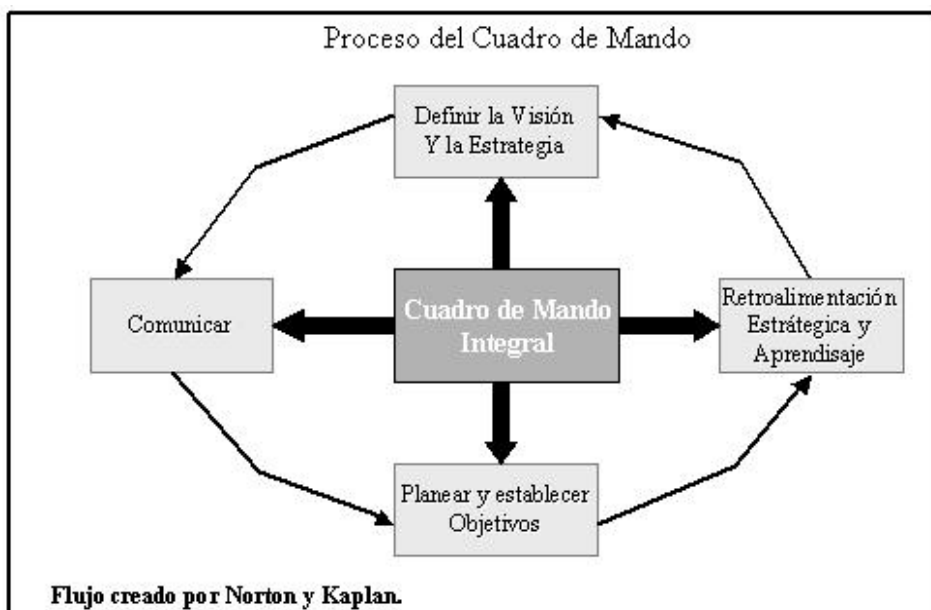 Proceso del Cuadro de Mando
Definir la Visión
Y la Estrategia
Comunicar
Cuadro de Mando
Integral
Retroalimentación
Estrátegica y
Aprendisaje
Planear y establecer
Objetivos
Flujo creado por Norton y Kaplan.